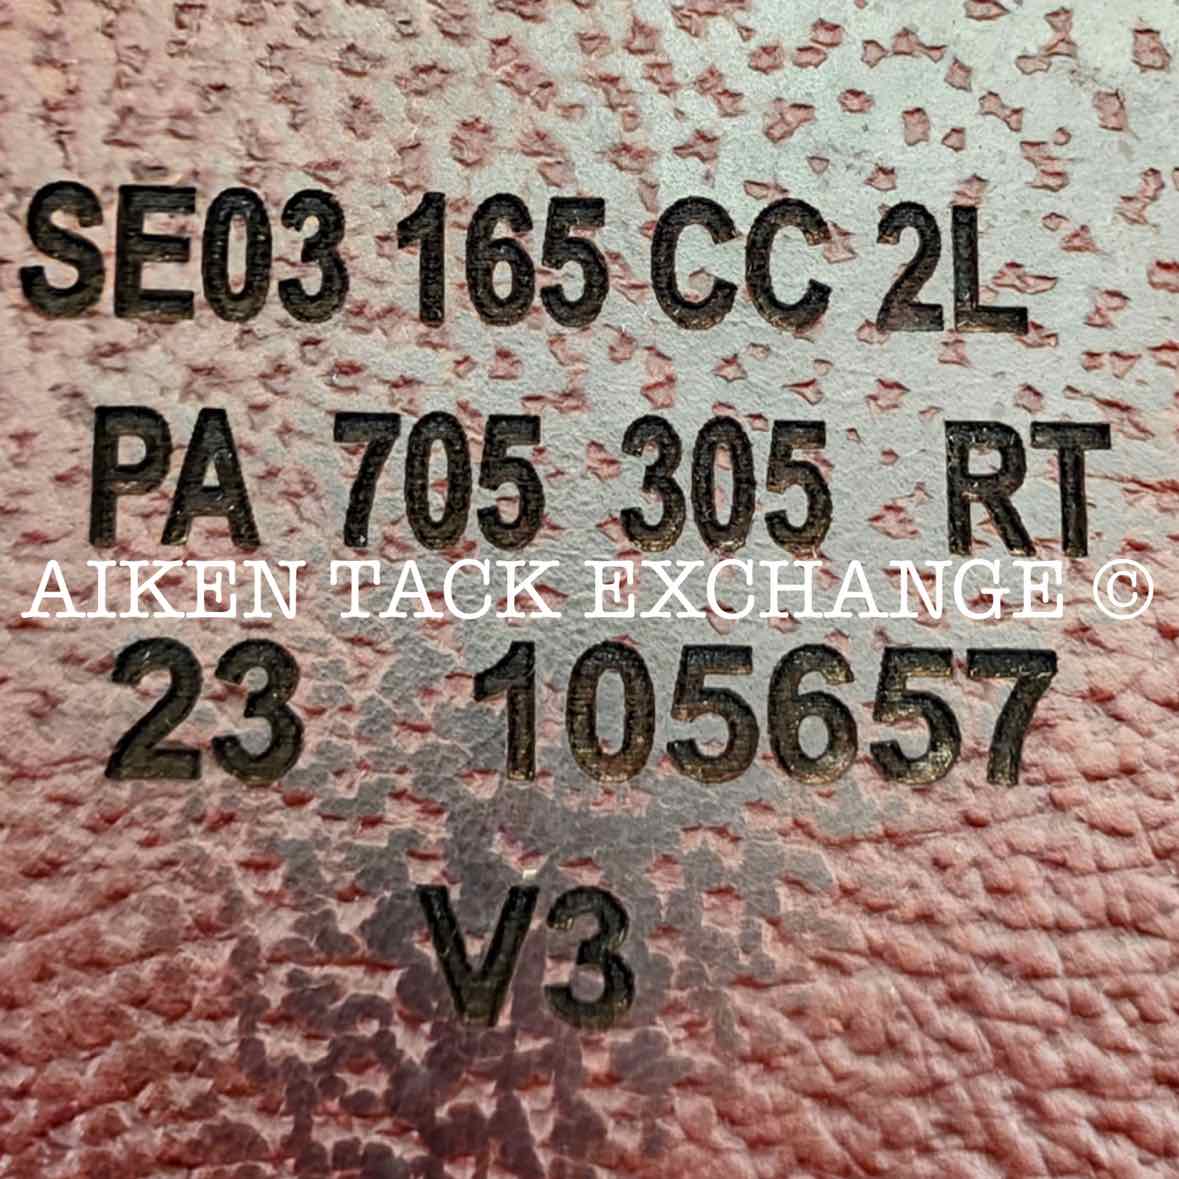 SE03 165 CC 2L
PA 705 305 RT
AIKEN TACK EXCHANGE ©
23 105657
V3